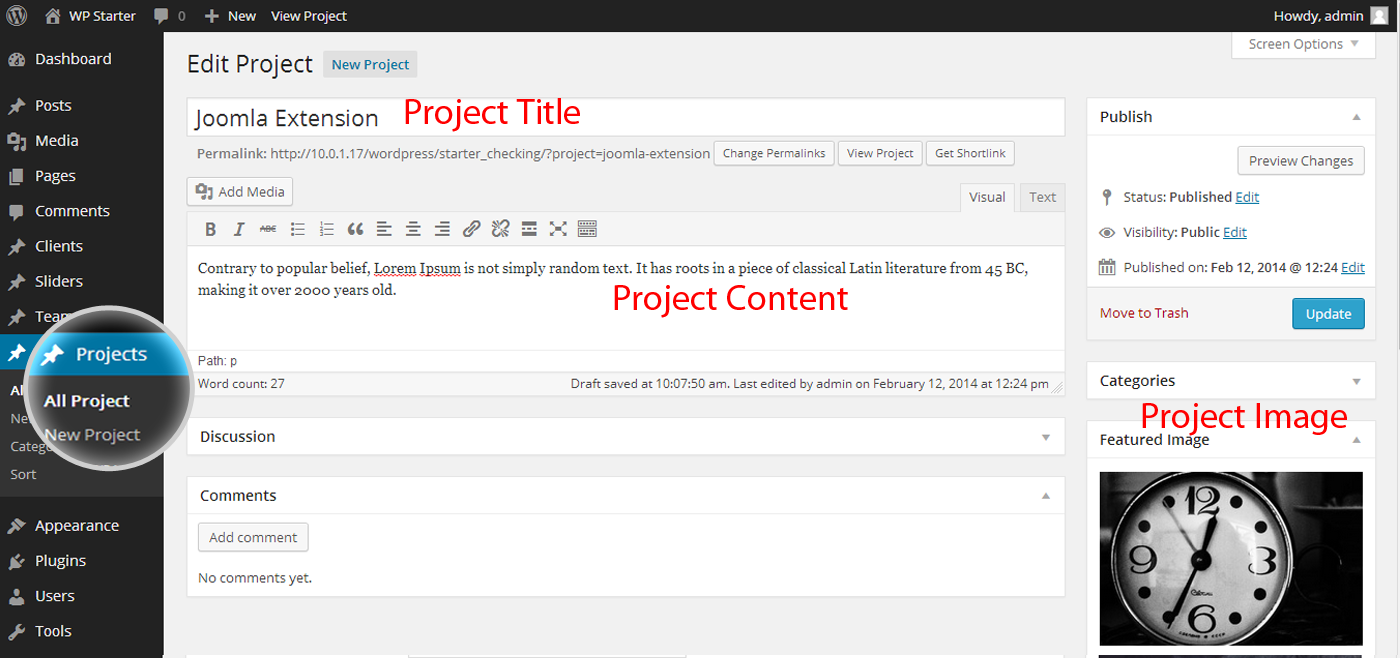 WP Starter 0 New View Project Howdy, admin
Screen Options
Dashboard
Posts
Media
Pages
Comments
Clients
Sliders
Projects
All Project
New Project
Sort
Appearance
Plugins
Users
Tools
Edit Project New Project
Joomla Extension Project Title
Permalink: http://10.0.1.17/wordpress/starter_checking/?project=joomla-extension Change Permalinks View Project Get Shortlink
Add Media Visual Text
B I ABC
Contrary to popular belief, Lorem Ipsum is not simply random text. It has roots in a piece of classical Latin literature from 45 BC,
making it over 2000 years old.
Project Content
Path: p
Word count: 27 Draft saved at 10:07:50 am. Last edited by admin on February 12, 2014 at 12:24 pm
Discussion
Comments
Add comment
No comments yet.
Publish
Preview Changes
Status: Published Edit
Visibility: Public Edit
Published on: Feb 12, 2014 @ 12:24 Edit
Move to Trash Update
Categories
Project Image
Featured Image
12
9 3
6